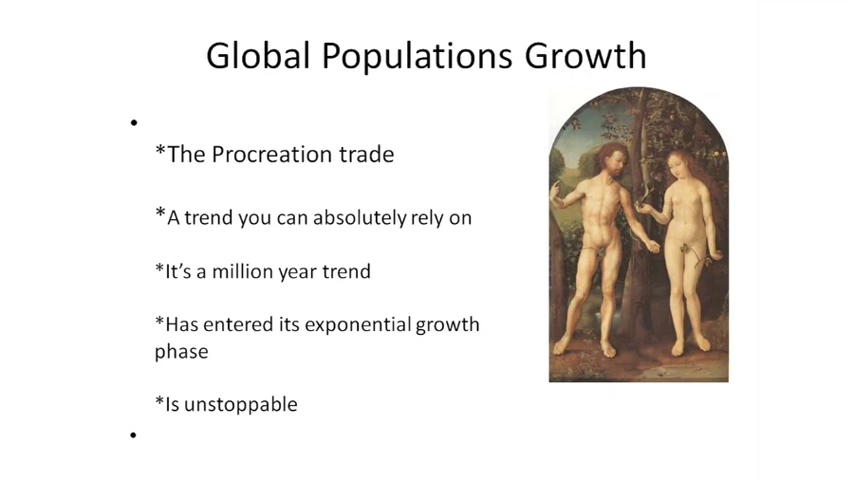 Global Populations Growth
•
*The Procreation trade
*A trend you can absolutely rely on
*It’s a million year trend
*Has entered its exponential growth
phase
*Is unstoppable
•